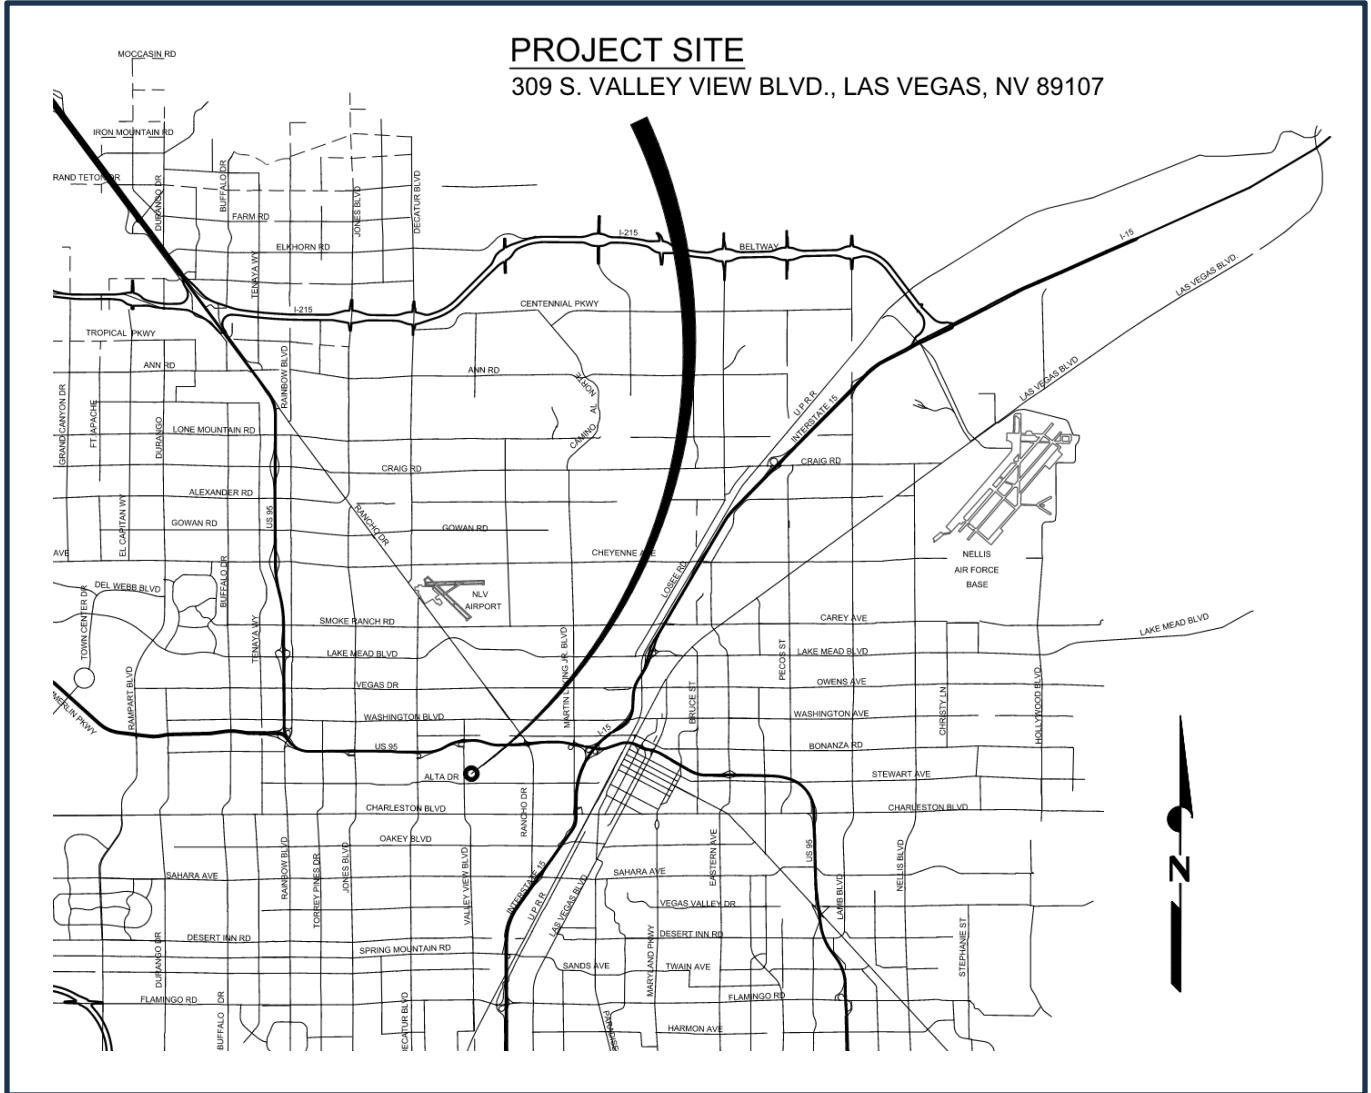 PROJECT SITE
309 S. VALLEY VIEW BLVD., LAS VEGAS, NV 89107
MOCCASIN RD
IRON MOUNTAIN RD
RAND TETON DR
DURANGO DR
BUFFALO DR
FARM RD
JONES BLVD
DECATUR BLVD
ELKHORN RD
TENAYA WY
I-215
BELTWAY
I-15
LAS VEGAS BLVD.
I-215
CENTENNIAL PKWY
TROPICAL PKWY
ANN RD
RAINBOW BLVD
ANN RD
CAMINO AL NORTE
U.P.R.R.
INTERSTATE 15
LAS VEGAS BLVD
GRAND CANYON DR
FT. APACHE
DURANGO
LONE MOUNTAIN RD
CRAIG RD
CRAIG RD
ALEXANDER RD
EL CAPITAN WY
GOWAN RD
US 95
RANCHO DR
GOWAN RD
AVE
CHEYENNE AVE
NELLIS
AIR FORCE
BASE
DEL WEBB BLVD
BUFFALO DR
LOSEE RD
NLV
AIRPORT
TOWN CENTER DR
TENAYA WY
SMOKE RANCH RD
CAREY AVE
LAKE MEAD BLVD
LAKE MEAD BLVD
LAKE MEAD BLVD
MARTIN L KING JR. BLVD
PECOS ST
VEGAS DR
OWENS AVE
RAMPART BLVD
BRUCE ST
CHRISTY LN
HOLLYWOOD BLVD.
MERLIN PKWY
WASHINGTON BLVD
WASHINGTON AVE
US 95
I-15
BONANZA RD
ALTA DR
STEWART AVE
CHARLESTON BLVD
RANCHO DR
CHARLESTON BLVD
OAKEY BLVD
SAHARA AVE
RAINBOW BLVD
TORREY PINES DR
JONES BLVD
VALLEY VIEW BLVD
INTERSTATE 15
U.P.R.R.
LAS VEGAS BLVD
SAHARA AVE
EASTERN AVE
US 95
LAMB BLVD
NELLIS BLVD
VEGAS VALLEY DR
DESERT INN RD
SPRING MOUNTAIN RD
DESERT INN RD
DURANGO DR
SANDS AVE
MARYLAND PKWY
TWAIN AVE
STEPHANIE ST
FLAMINGO RD
FLAMINGO RD
BUFFALO DR
ECATUR BLVD
PARADISE
HARMON AVE
N